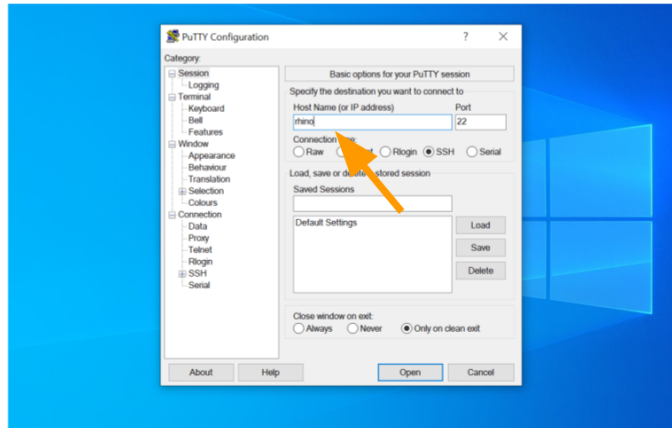 PuTTY Configuration
? ×
Category:
Session
Logging
Terminal
Keyboard
Bell
Features
Window
Appearance
Behaviour
Translation
Selection
Colours
Connection
Data
Proxy
Telnet
Rlogin
SSH
Serial
Basic options for your PuTTY session
Specify the destination you want to connect to
Host Name (or IP address) Port
rhino 22
Connection
Raw Rlogin SSH Serial
Load, save or stored session
Saved Sessions
Default Settings
Load
Save
Delete
Close window on exit:
Always Never Only on clean exit
About Help Open Cancel